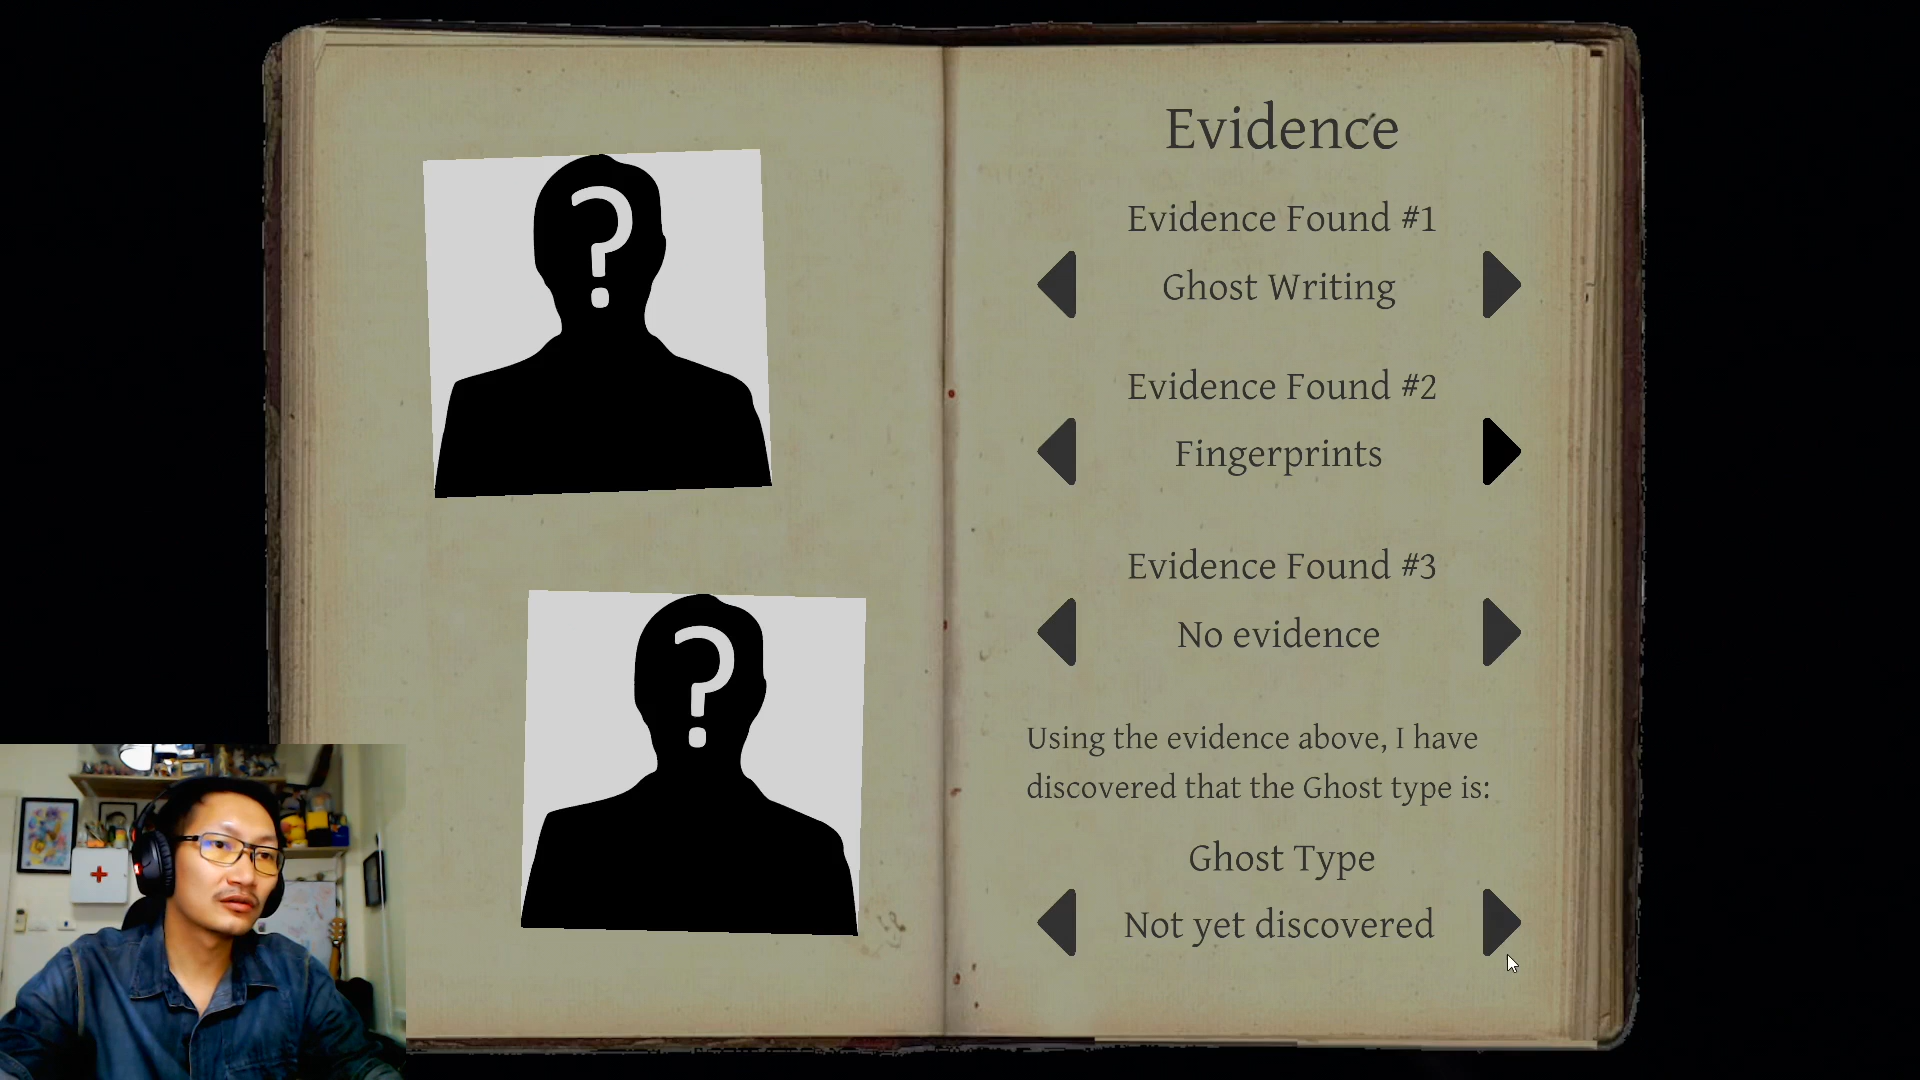 Evidence
Evidence Found #1
Ghost Writing
Evidence Found #2
Fingerprints
Evidence Found #3
No evidence
Using the evidence above, I have
discovered that the Ghost type is:
Ghost Type
Not yet discovered